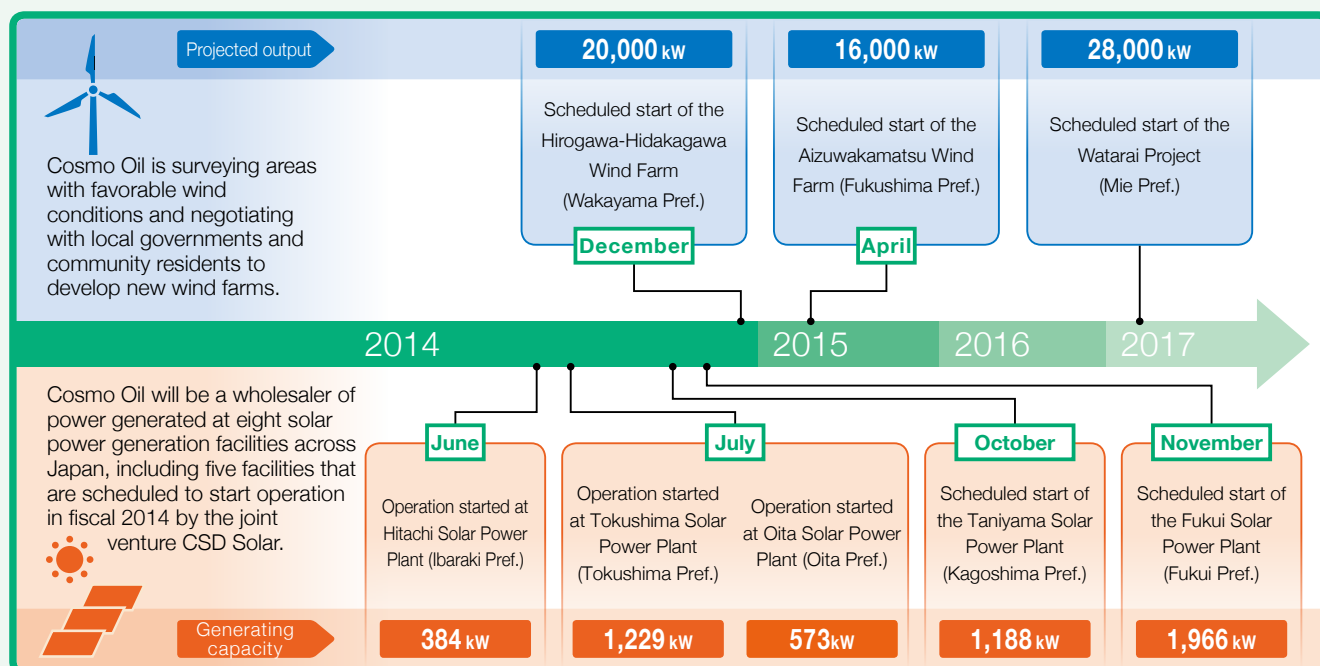 Projected output
20,000 kW
16,000 kW
28,000 kW
Scheduled start of the
Hirogawa-Hidakagawa
Wind Farm
(Wakayama Pref.)
Scheduled start of the
Aizuwakamatsu Wind
Farm (Fukushima Pref.)
Scheduled start of the
Watarai Project
(Mie Pref.)
Cosmo Oil is surveying areas
with favorable wind
conditions and negotiating
with local governments and
community residents to
develop new wind farms.
December
April
2014
2015
2016
2017
Cosmo Oil will be a wholesaler of
power generated at eight solar
power generation facilities across
Japan, including five facilities that
are scheduled to start operation
in fiscal 2014 by the joint
venture CSD Solar.
June
July
October
November
Operation started at
Hitachi Solar Power
Plant (Ibaraki Pref.)
Operation started
at Tokushima Solar
Power Plant
(Tokushima Pref.)
Operation started
at Oita Solar Power
Plant (Oita Pref.)
Scheduled start of
the Taniyama Solar
Power Plant
(Kagoshima Pref.)
Scheduled start of
the Fukui Solar
Power Plant
(Fukui Pref.)
Generating
capacity
384 kW
1,229 kW
573kW
1,188 kW
1,966 kW